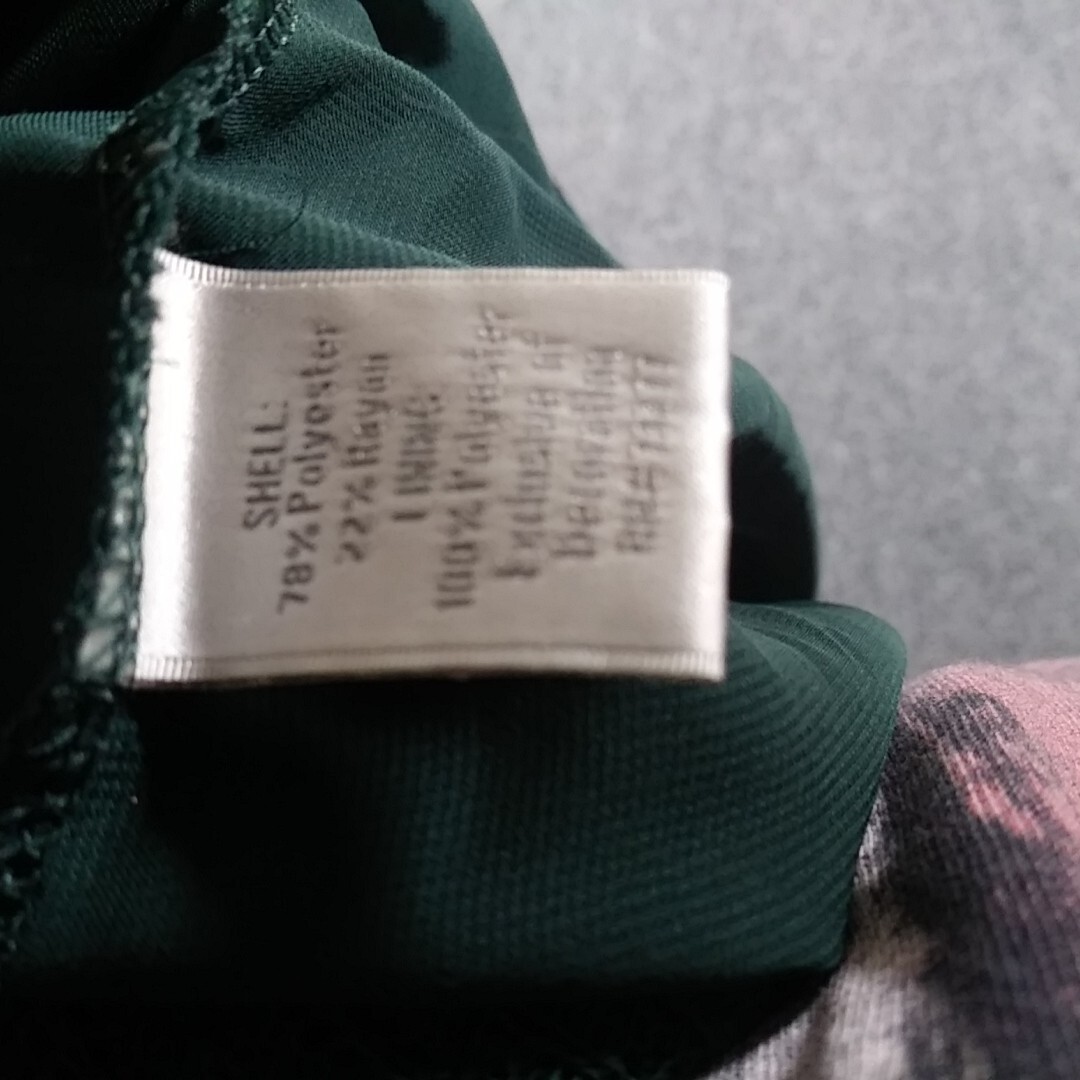 SHELL:
78%Polyester
22%Rayon
LINING:
100%Polyester
Exclusive of
Decoration